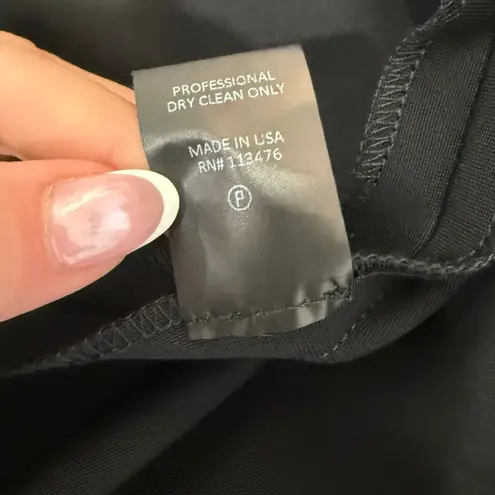 PROFESSIONAL
DRY CLEAN ONLY
MADE IN USA
RN# 113476
P